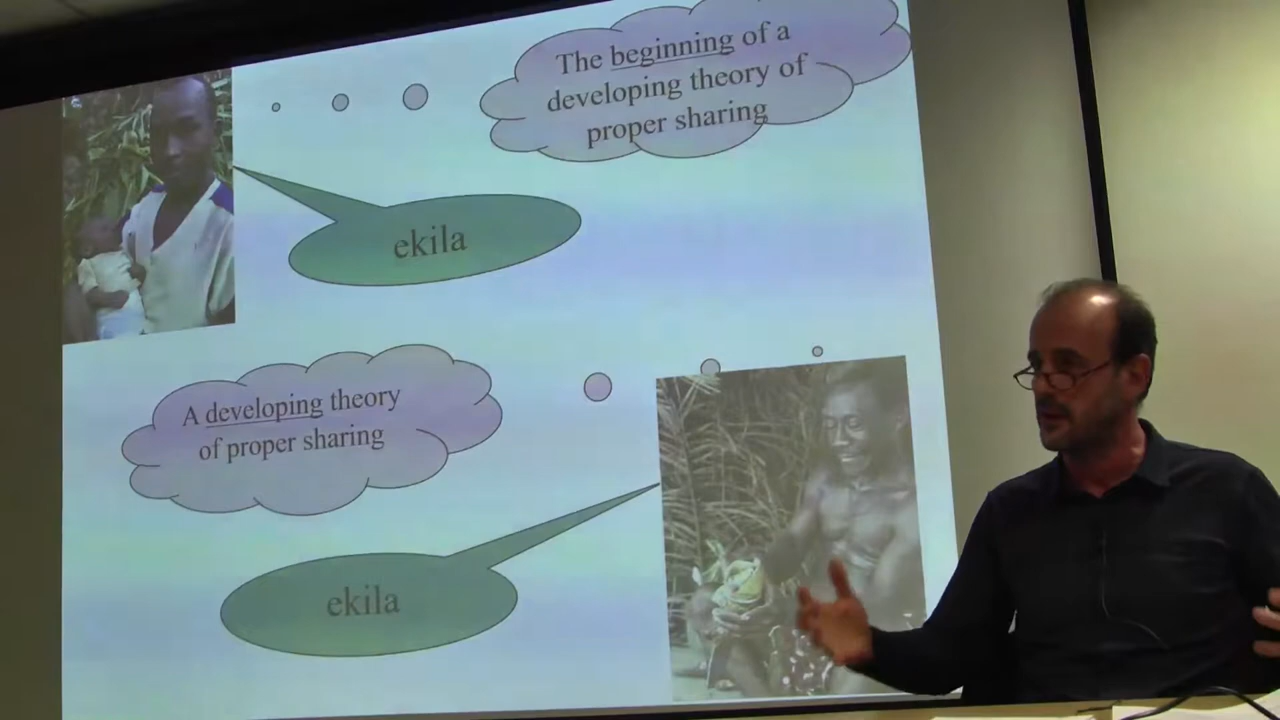 The beginning of a
developing theory of
proper sharing
ekila
A developing theory
of proper sharing
ekila